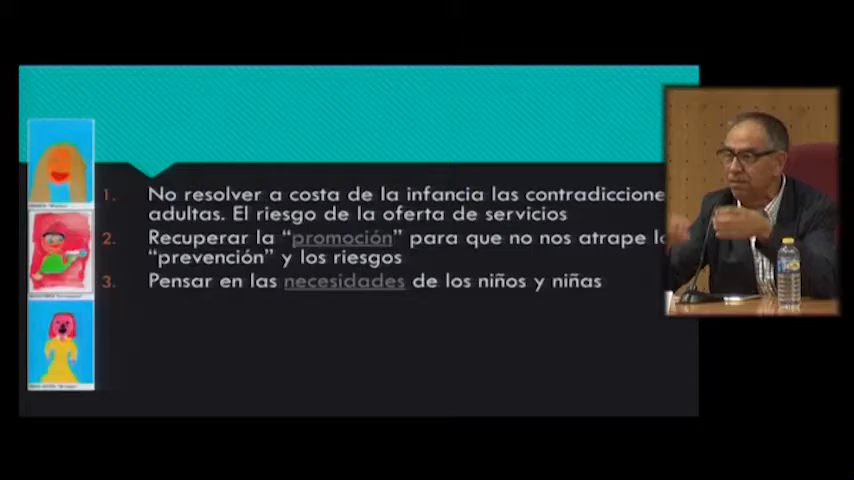 1. No resolver a costa de la infancia las contradiccione
adultas. El riesgo de la oferta de servicios
2. Recuperar la “promoción” para que no nos atrape l
“prevención” y los riesgos
3. Pensar en las necesidades de los niños y niñas